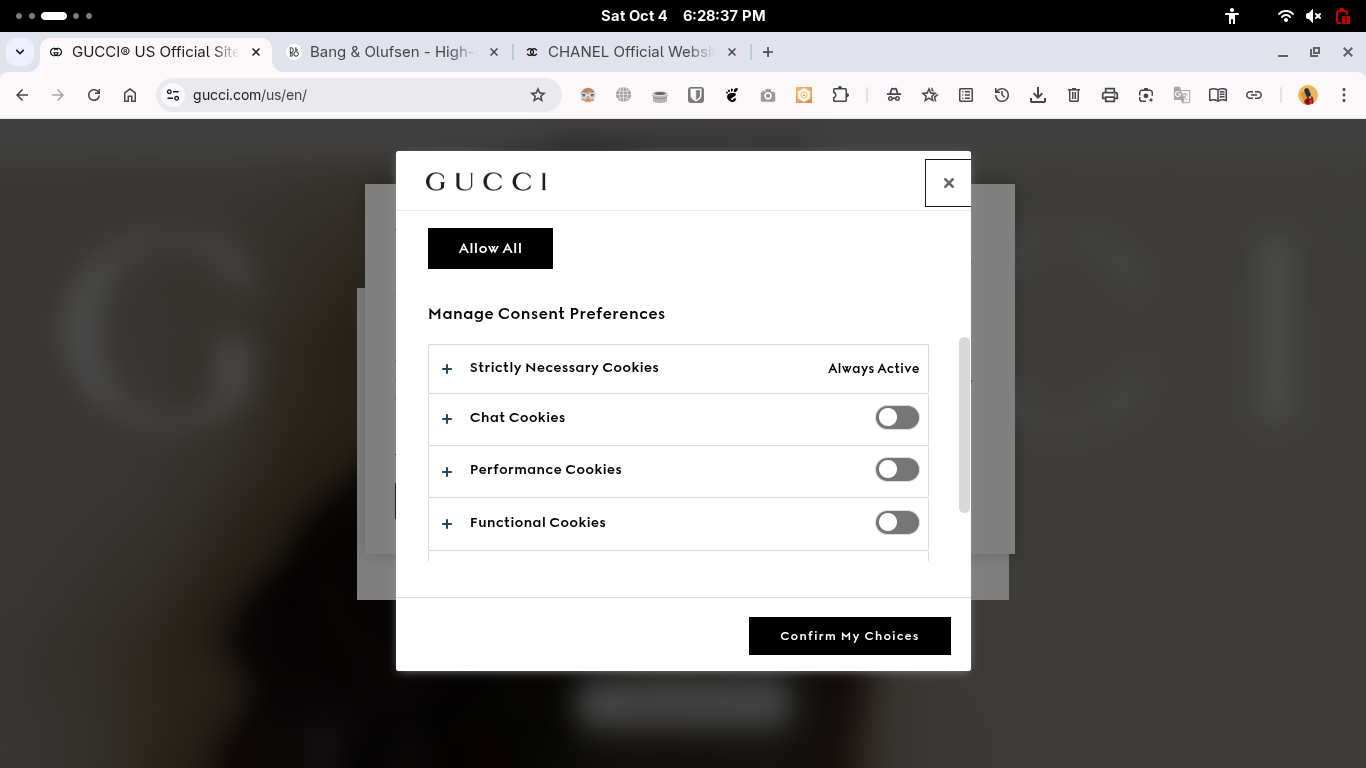 Sat Oct 4 6:28:37 PM
GUCCI® US Official Site
Bang & Olufsen - High-
CHANEL Official Websit
gucci.com/us/en/
GUCCI
Allow All
Manage Consent Preferences
Strictly Necessary Cookies Always Active
Chat Cookies
Performance Cookies
Functional Cookies
Confirm My Choices
G C I